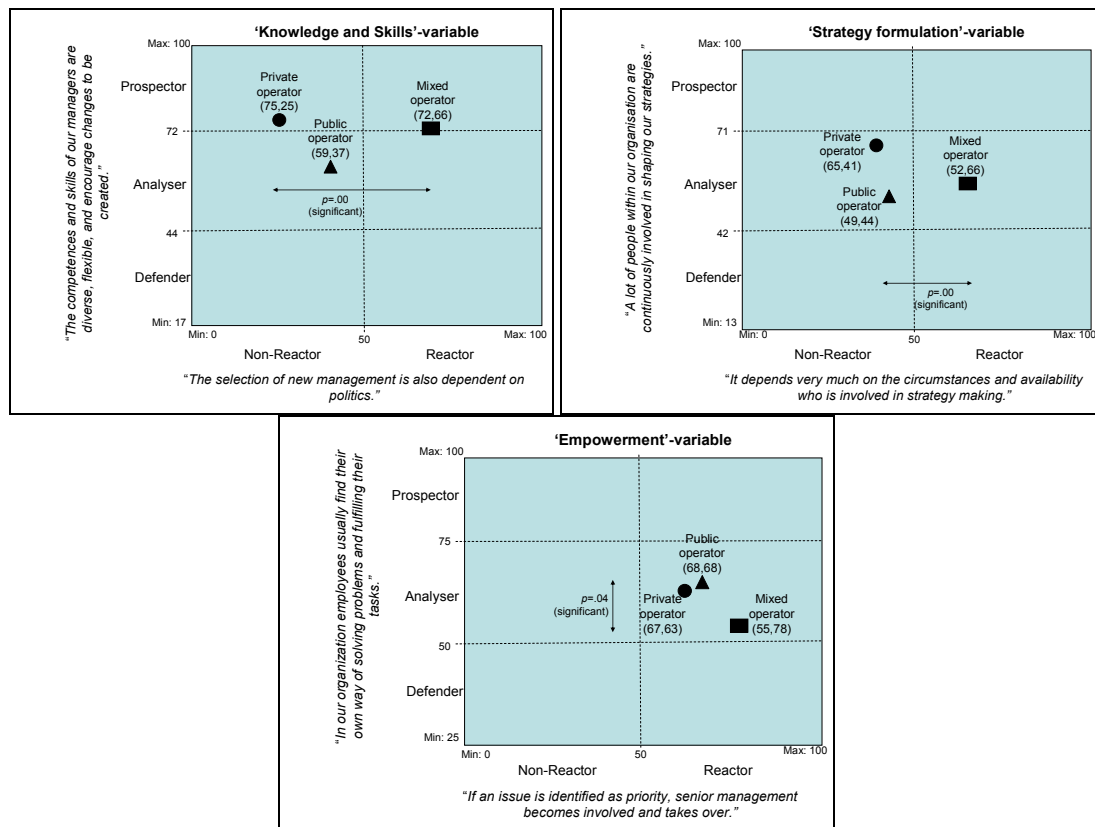 'Knowledge and Skills'-variable
Max: 100
"The competences and skills of our managers are
diverse, flexible, and encourage changes to be
created."
Prospector
72
Analyser
44
Defender
Min: 17
Private
operator
(75,25)
Public
operator
(59,37)
Mixed
operator
(72,66)
p=.00
(significant)
Min: 0
50
Max: 100
Non-Reactor
Reactor
"The selection of new management is also dependent on
politics."
'Strategy formulation'-variable
Max: 100
"A lot of people within our organisation are
continuously involved in shaping our strategies."
Prospector
71
Analyser
42
Defender
Min: 13
Private
operator
(65,41)
Public
operator
(49,44)
Mixed
operator
(52,66)
p=.00
(significant)
Min: 0
50
Max: 100
Non-Reactor
Reactor
"It depends very much on the circumstances and availability
who is involved in strategy making."
'Empowerment'-variable
Max: 100
"In our organization employees usually find their
own way of solving problems and fulfilling their
tasks."
Prospector
75
Analyser
50
Defender
Min: 25
Public
operator
(68,68)
Private
operator
(67,63)
Mixed
operator
(55,78)
p=.04
(significant)
Min: 0
50
Max: 100
Non-Reactor
Reactor
"If an issue is identified as priority, senior management
becomes involved and takes over."